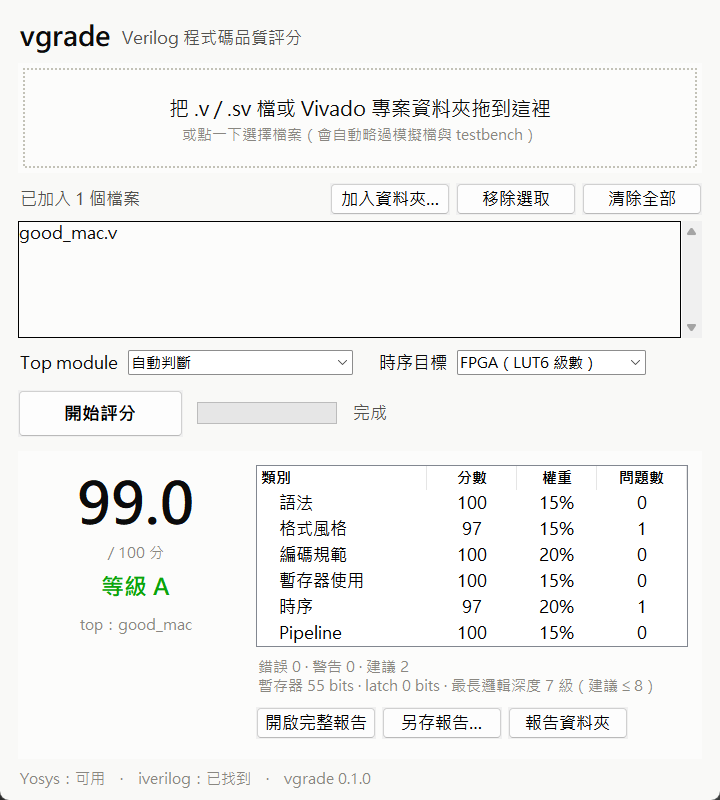 vgrade Verilog 程式碼品質評分
把 .v / .sv 檔或 Vivado 專案資料夾拖到這裡
或點一下選擇檔案（會自動略過模擬檔與 testbench）
已加入 1 個檔案 加入資料夾... 移除選取 清除全部
good_mac.v
Top module 自動判斷 時序目標 FPGA（LUT6 級數）
開始評分 完成
99.0
/ 100 分
等級 A
top：good_mac
類別 分數 權重 問題數
語法 100 15% 0
格式風格 97 15% 1
編碼規範 100 20% 0
暫存器使用 100 15% 0
時序 97 20% 1
Pipeline 100 15% 0
錯誤 0 · 警告 0 · 建議 2
暫存器 55 bits · latch 0 bits · 最長邏輯深度 7 級（建議 ≤ 8）
開啟完整報告 另存報告... 報告資料夾
Yosys：可用 · iverilog：已找到 · vgrade 0.1.0